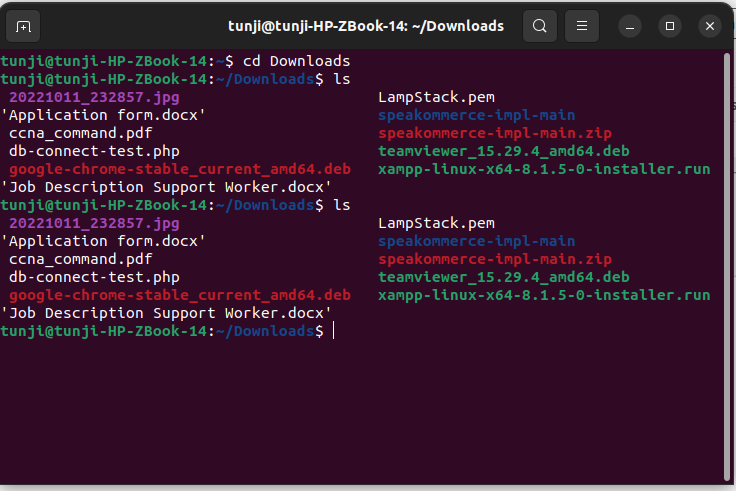 tunji@tunji-HP-ZBook-14: ~/Downloads
tunji@tunji-HP-ZBook-14:~$ cd Downloads
tunji@tunji-HP-ZBook-14:~/Downloads$ ls
20221011_232857.jpg LampStack.pem
'Application form.docx' speakommerce-impl-main
ccna_command.pdf speakommerce-impl-main.zip
db-connect-test.php teamviewer_15.29.4_amd64.deb
google-chrome-stable_current_amd64.deb xampp-linux-x64-8.1.5-0-installer.run
'Job Description Support Worker.docx'
tunji@tunji-HP-ZBook-14:~/Downloads$ ls
20221011_232857.jpg LampStack.pem
'Application form.docx' speakommerce-impl-main
ccna_command.pdf speakommerce-impl-main.zip
db-connect-test.php teamviewer_15.29.4_amd64.deb
google-chrome-stable_current_amd64.deb xampp-linux-x64-8.1.5-0-installer.run
'Job Description Support Worker.docx'
tunji@tunji-HP-ZBook-14:~/Downloads$